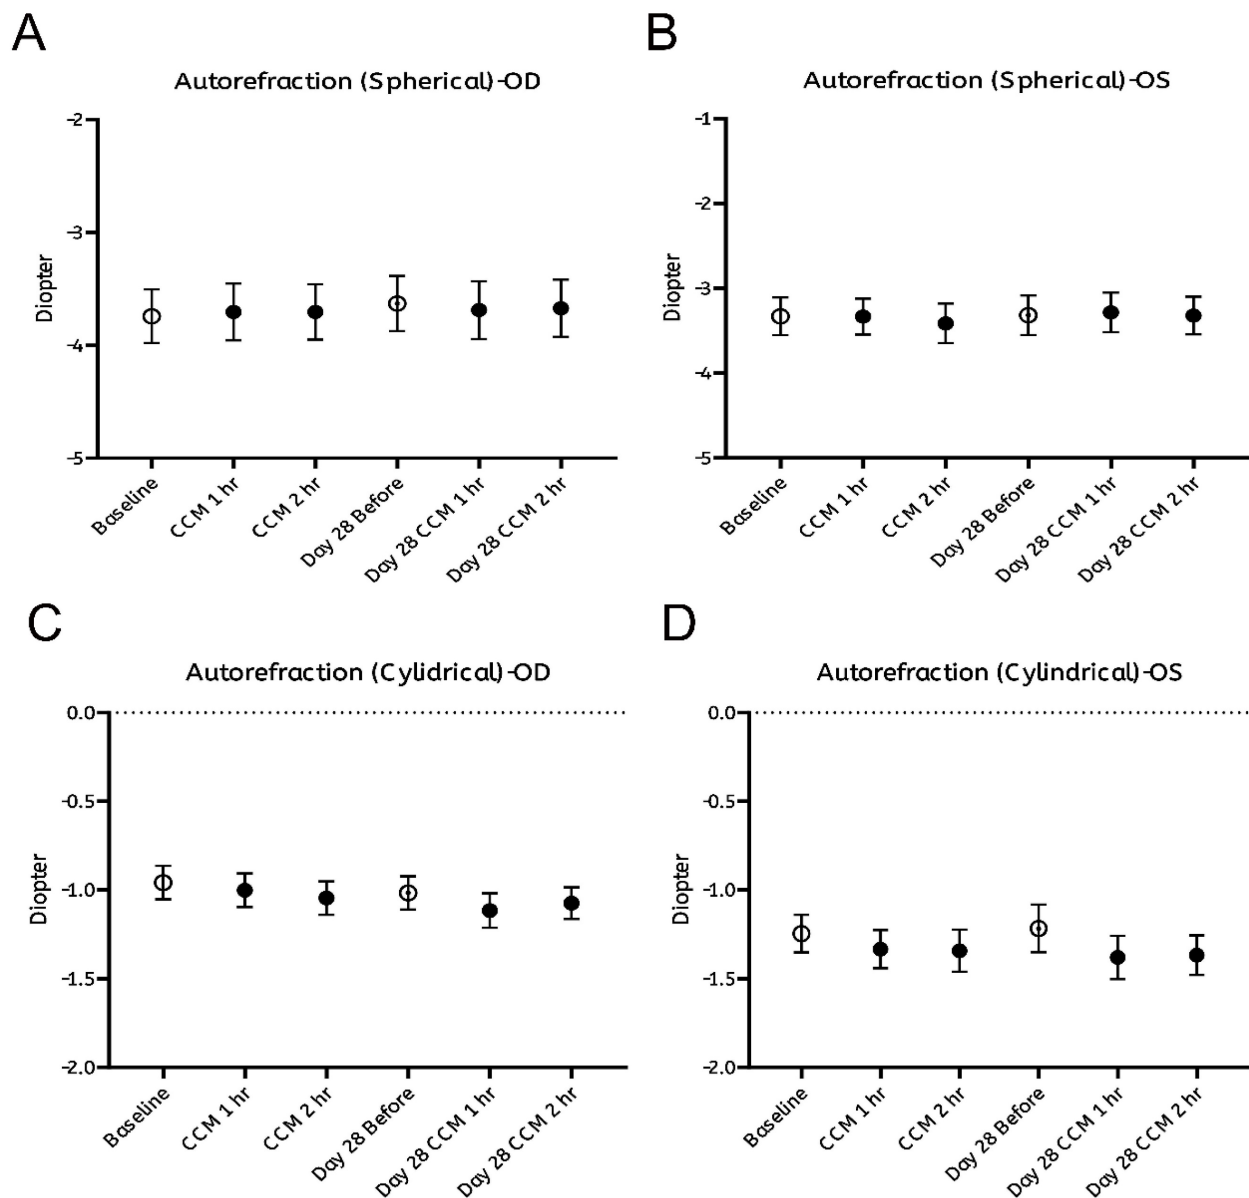 A
Autorefraction (Spherical)-OD
Diopter
-2
-3
-4
-5
Baseline
CCM 1 hr
CCM 2 hr
Day 28 Before
Day 28 CCM 1 hr
Day 28 CCM 2 hr
B
Autorefraction (Spherical)-OS
Diopter
-1
-2
-3
-4
-5
Baseline
CCM 1 hr
CCM 2 hr
Day 28 Before
Day 28 CCM 1 hr
Day 28 CCM 2 hr
C
Autorefraction (Cylidrical)-OD
Diopter
0.0
-0.5
-1.0
-1.5
-2.0
Baseline
CCM 1 hr
CCM 2 hr
Day 28 Before
Day 28 CCM 1 hr
Day 28 CCM 2 hr
D
Autorefraction (Cylindrical)-OS
Diopter
0.0
-0.5
-1.0
-1.5
-2.0
Baseline
CCM 1 hr
CCM 2 hr
Day 28 Before
Day 28 CCM 1 hr
Day 28 CCM 2 hr